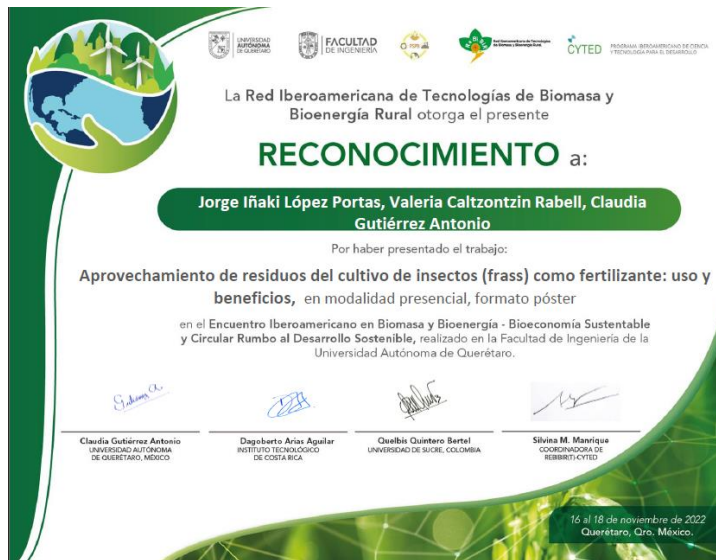 UNIVERSIDAD
AUTÓNOMA
DE QUERÉTARO
FACULTAD
DE INGENIERÍA
CYTED
PROGRAMA IBEROAMERICANO DE CIENCIA
Y TECNOLOGÍA PARA EL DESARROLLO
La Red Iberoamericana de Tecnologías de Biomasa y
Bioenergía Rural otorga el presente
RECONOCIMIENTO a:
Jorge Iñaki López Portas, Valeria Caltzontzin Rabell, Claudia
Gutiérrez Antonio
Por haber presentado el trabajo:
Aprovechamiento de residuos del cultivo de insectos (frass) como fertilizante: uso y
beneficios, en modalidad presencial, formato póster
en el Encuentro Iberoamericano en Biomasa y Bioenergía - Bioeconomía Sustentable
y Circular Rumbo al Desarrollo Sostenible, realizado en la Facultad de Ingeniería de la
Universidad Autónoma de Querétaro.
Claudia Gutiérrez Antonio
UNIVERSIDAD AUTÓNOMA
DE QUERÉTARO, MÉXICO
Dagoberto Arias Aguilar
INSTITUTO TECNOLÓGICO
DE COSTA RICA
Quelbis Quintero Bertel
UNIVERSIDAD DE SUCRE, COLOMBIA
Silvina M. Manrique
COORDINADORA DE
REBIBIR(T)-CYTED
16 al 18 de noviembre de 2022
Querétaro, Qro. México.